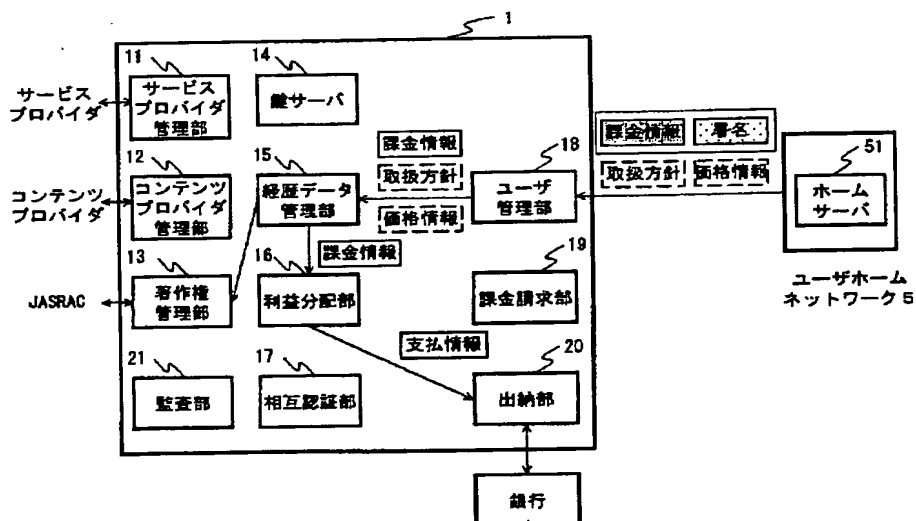 1
11
サービス
プロバイダ
管理部
14
鍵サーバ
サービス
プロバイダ
12
コンテンツ
プロバイダ
管理部
コンテンツ
プロバイダ
15
経歴データ
管理部
課金情報
取扱方針
価格情報
18
ユーザ
管理部
課金情報
署名
取扱方針
価格情報
51
ホーム
サーバ
ユーザホーム
ネットワーク5
13
著作権
管理部
JASRAC
課金情報
16
利益分配部
19
課金請求部
支払情報
21
監査部
17
相互認証部
20
出納部
銀行